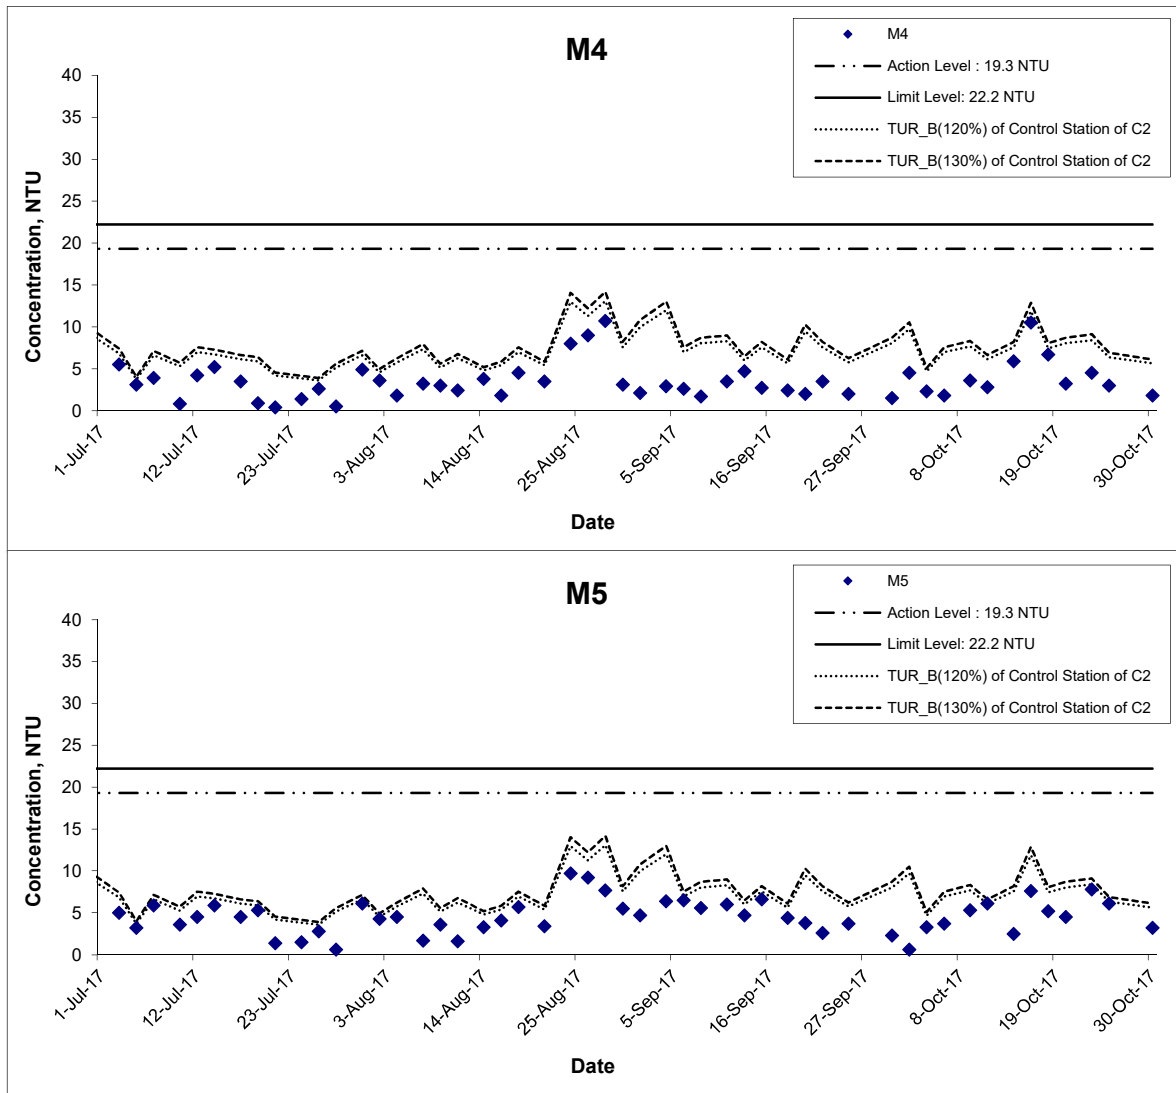 M4
M4
Action Level : 19.3 NTU
Limit Level: 22.2 NTU
TUR_B(120%) of Control Station of C2
TUR_B(130%) of Control Station of C2
Concentration, NTU
40
35
30
25
20
15
10
5
0
1-Jul-17
12-Jul-17
23-Jul-17
3-Aug-17
14-Aug-17
25-Aug-17
5-Sep-17
16-Sep-17
27-Sep-17
8-Oct-17
19-Oct-17
30-Oct-17
Date
M5
M5
Action Level : 19.3 NTU
Limit Level: 22.2 NTU
TUR_B(120%) of Control Station of C2
TUR_B(130%) of Control Station of C2
Concentration, NTU
40
35
30
25
20
15
10
5
0
1-Jul-17
12-Jul-17
23-Jul-17
3-Aug-17
14-Aug-17
25-Aug-17
5-Sep-17
16-Sep-17
27-Sep-17
8-Oct-17
19-Oct-17
30-Oct-17
Date